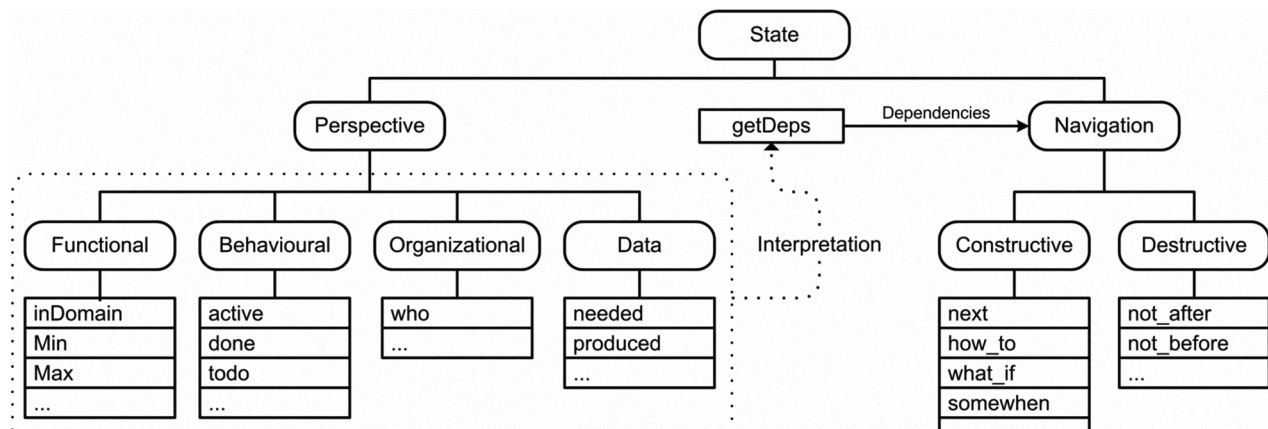 State
Perspective
getDeps
Dependencies
Navigation
Functional
Behavioural
Organizational
Data
Interpretation
Constructive
Destructive
inDomain
Min
Max
...
active
done
todo
...
who
...
needed
produced
...
next
how_to
what_if
somewhen
not_after
not_before
...